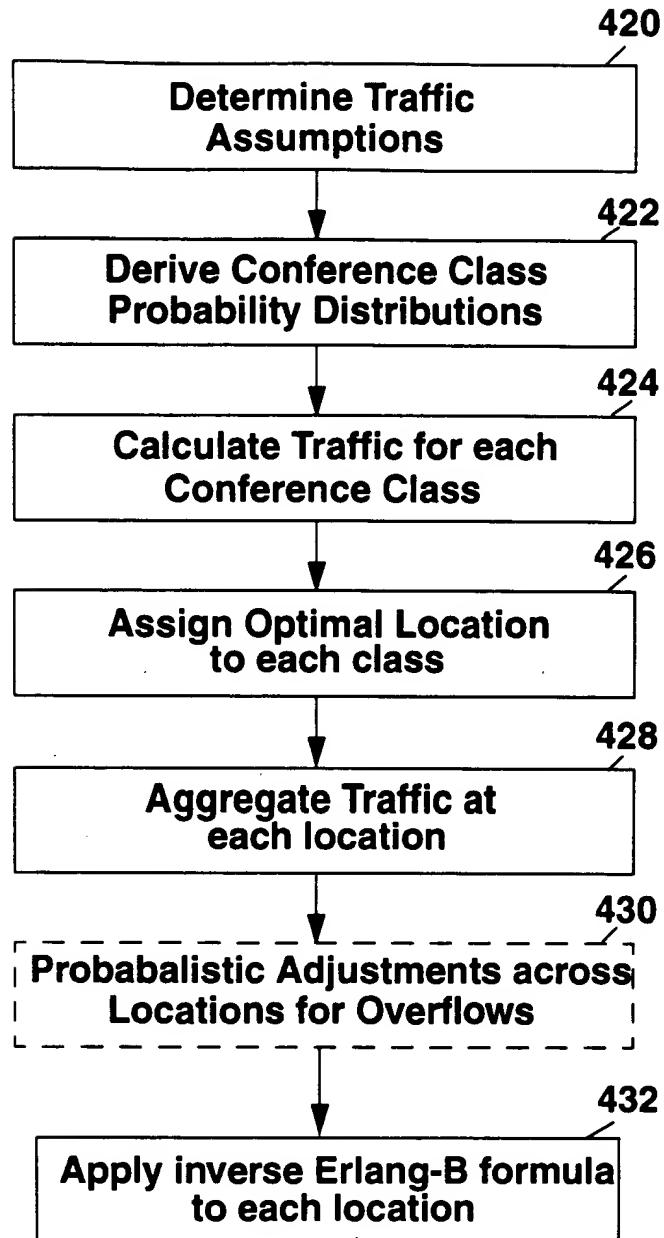 420
Determine Traffic
Assumptions
422
Derive Conference Class
Probability Distributions
424
Calculate Traffic for each
Conference Class
426
Assign Optimal Location
to each class
428
Aggregate Traffic at
each location
430
Probabalistic Adjustments across
Locations for Overflows
432
Apply inverse Erlang-B formula
to each location